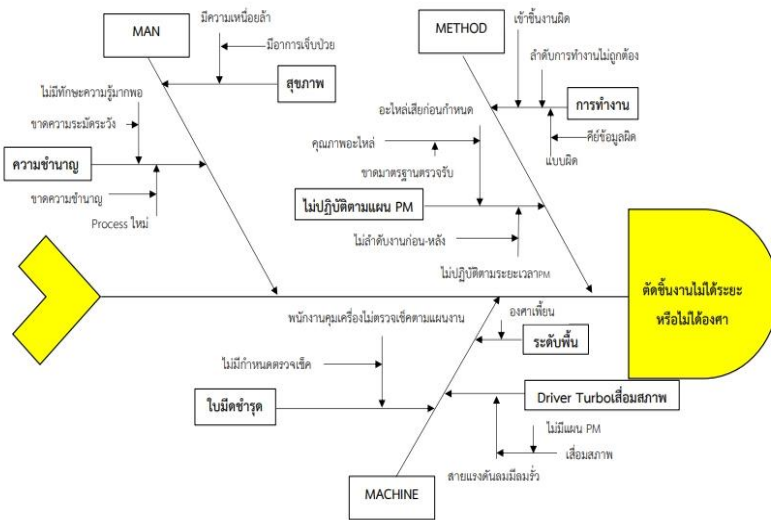 MAN
มีความเหนื่อยล้า
มีอาการเจ็บป่วย
สุขภาพ
ไม่มีทักษะความรู้มากพอ
ขาดความระมัดระวัง
ความชำนาญ
ขาดความชำนาญ
Process ใหม่
METHOD
เข้าชิ้นงานผิด
ลำดับการทำงานไม่ถูกต้อง
การทำงาน
คีย์ข้อมูลผิด
แบบผิด
อะไหล่เสียก่อนกำหนด
คุณภาพอะไหล่
ขาดมาตรฐานตรวจรับ
ไม่ปฏิบัติตามแผน PM
ไม่ลำดับงานก่อน-หลัง
ไม่ปฏิบัติตามระยะเวลาPM
ตัดชิ้นงานไม่ได้ระยะ
หรือไม่ได้องศา
พนักงานคุมเครื่องไม่ตรวจเช็คตามแผนงาน
ไม่มีกำหนดตรวจเช็ค
ใบมีดชำรุด
องศาเพี้ยน
ระดับพื้น
Driver Turboเสื่อมสภาพ
ไม่มีแผน PM
เสื่อมสภาพ
สายแรงดันลมมีลมรั่ว
MACHINE